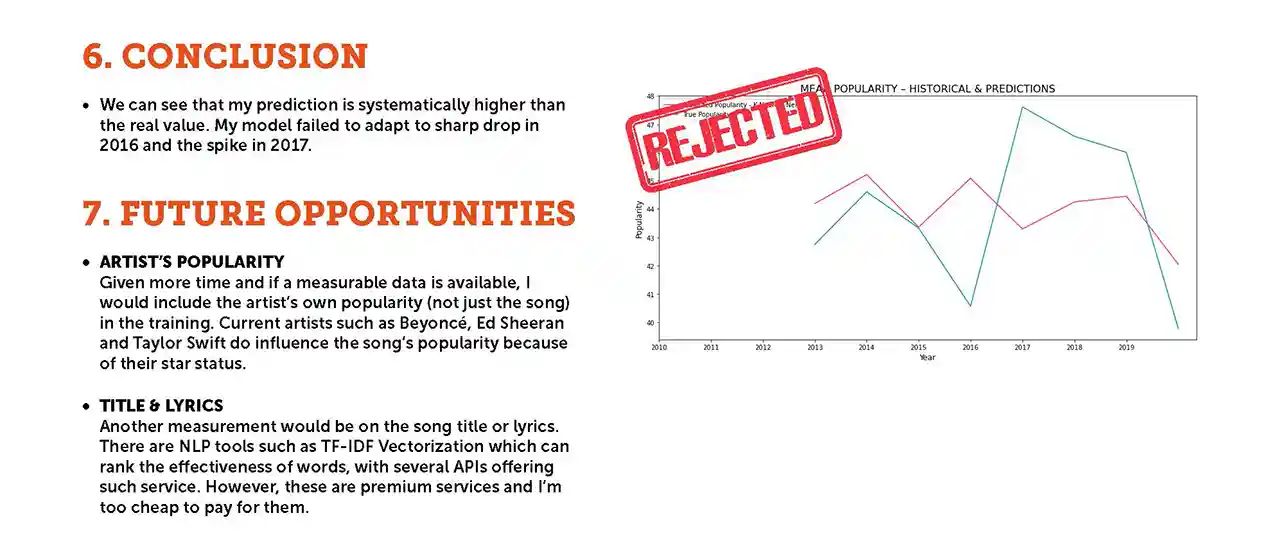 6. CONCLUSION
• We can see that my prediction is systematically higher than
the real value. My model failed to adapt to sharp drop in
2016 and the spike in 2017.
7. FUTURE OPPORTUNITIES
• ARTIST'S POPULARITY
Given more time and if a measurable data is available, I
would include the artist's own popularity (not just the song)
in the training. Current artists such as Beyoncé, Ed Sheeran
and Taylor Swift do influence the song's popularity because
of their star status.
• TITLE & LYRICS
Another measurement would be on the song title or lyrics.
There are NLP tools such as TF-IDF Vectorization which can
rank the effectiveness of words, with several APIs offering
such service. However, these are premium services and I'm
too cheap to pay for them.
POPULARITY – HISTORICAL & PREDICTIONS
REJECTED
Popularity -
True
48
47
44
43
42
41
40
Popularity
2010 2011 2012 2013 2014 2015 2016 2017 2018 2019
Year